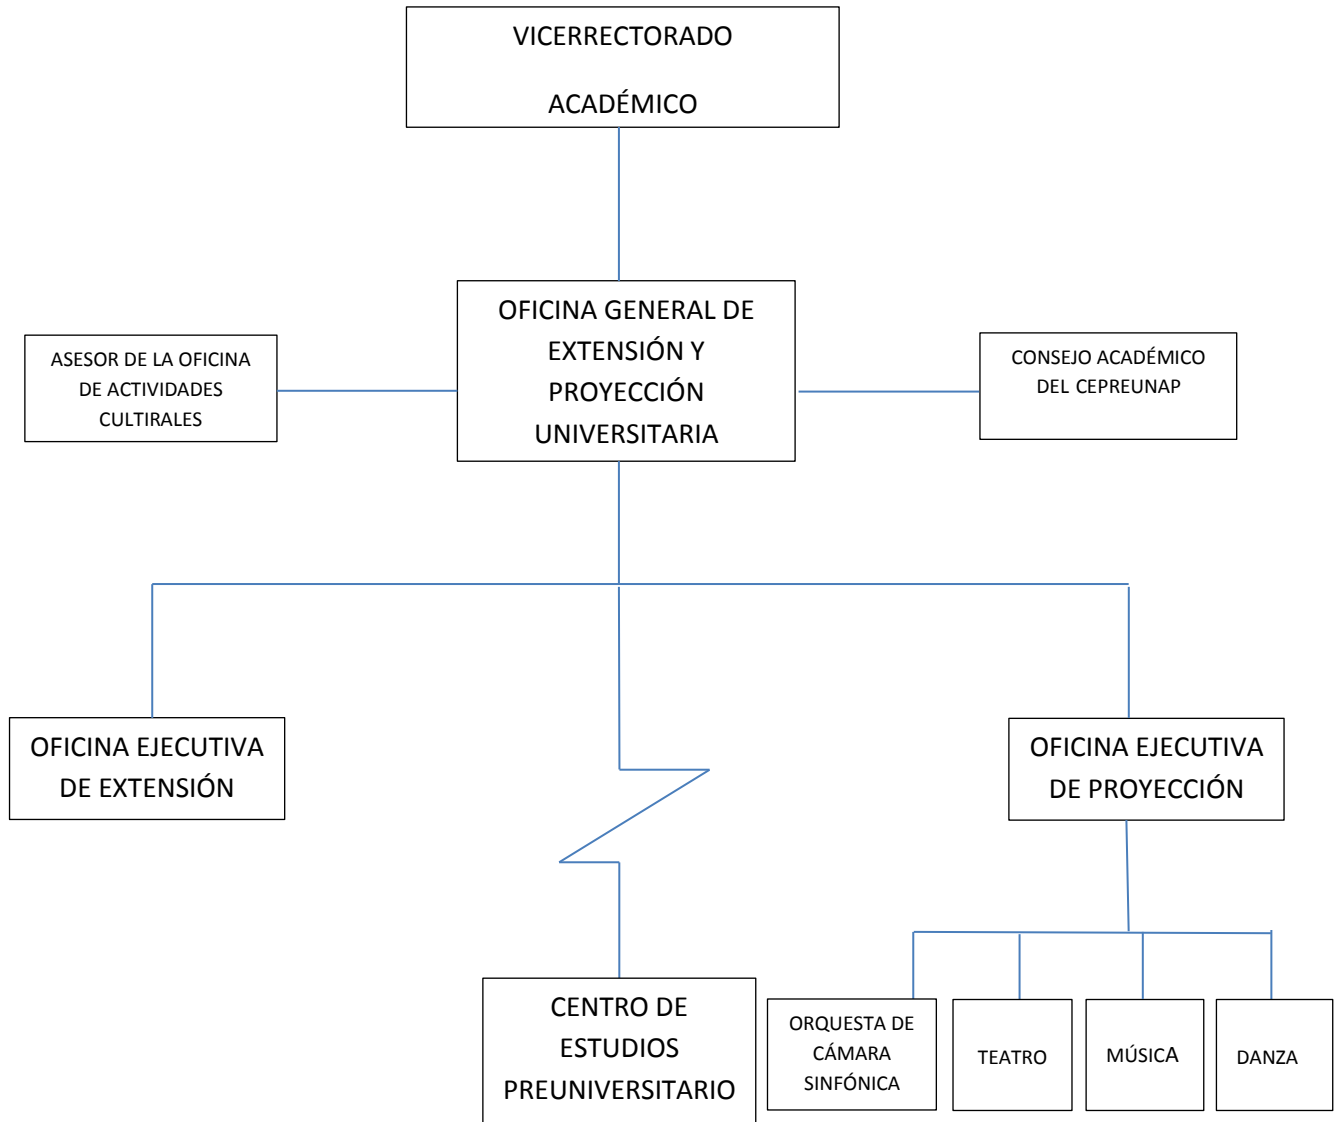 VICERRECTORADO
ACADÉMICO
OFICINA GENERAL DE
EXTENSIÓN Y
PROYECCIÓN
UNIVERSITARIA
ASESOR DE LA OFICINA
DE ACTIVIDADES
CULTIRALES
CONSEJO ACADÉMICO
DEL CEPREUNAP
OFICINA EJECUTIVA
DE EXTENSIÓN
OFICINA EJECUTIVA
DE PROYECCIÓN
CENTRO DE
ESTUDIOS
PREUNIVERSITARIO
ORQUESTA DE
CÁMARA
SINFÓNICA
TEATRO
MÚSICA
DANZA